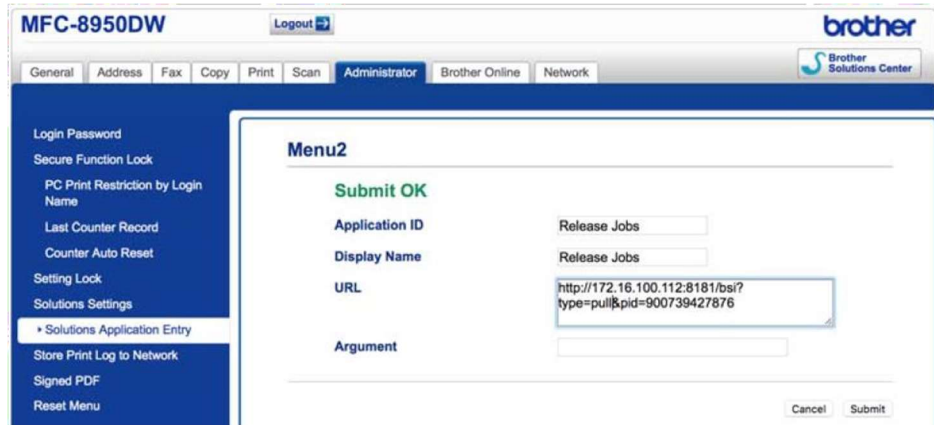 MFC-8950DW
Logout
brother
General Address Fax Copy Print Scan Administrator Brother Online Network
Brother
Solutions Center
Login Password
Secure Function Lock
PC Print Restriction by Login
Name
Last Counter Record
Counter Auto Reset
Setting Lock
Solutions Settings
Solutions Application Entry
Store Print Log to Network
Signed PDF
Reset Menu
Menu2
Submit OK
Application ID Release Jobs
Display Name Release Jobs
URL http://172.16.100.112:8181/bsi?
type=pull&pid=900739427876
Argument
Cancel Submit